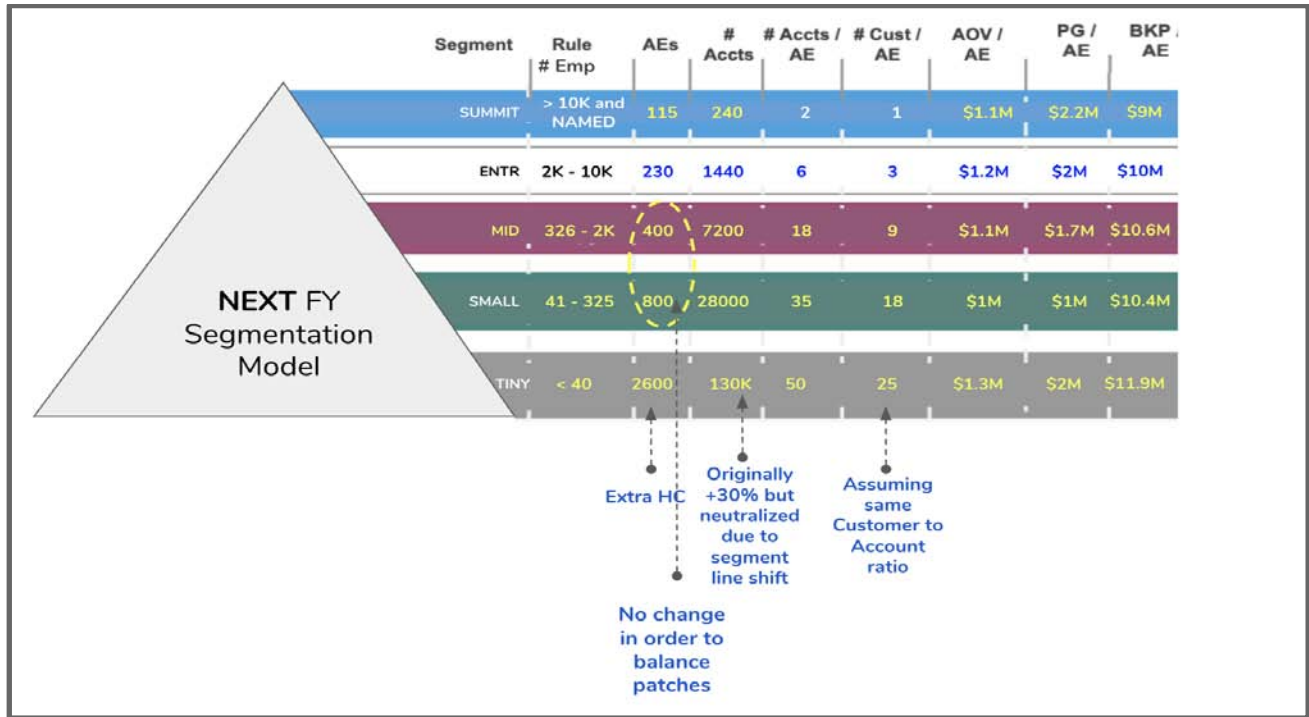 Segment Rule # Emp AEs # Accts # Accts / AE # Cust / AE AOV / AE PG / AE BKP / AE
SUMMIT > 10K and NAMED 115 240 2 1 $1.1M $2.2M $9M
ENTR 2K - 10K 230 1440 6 3 $1.2M $2M $10M
MID 326 - 2K 400 7200 18 9 $1.1M $1.7M $10.6M
SMALL 41 - 325 800 28000 35 18 $1M $1M $10.4M
TINY < 40 2600 130K 50 25 $1.3M $2M $11.9M
NEXT FY
Segmentation
Model
Extra HC
Originally
+30% but
neutralized
due to
segment
line shift
Assuming
same
Customer to
Account
ratio
No change
in order to
balance
patches